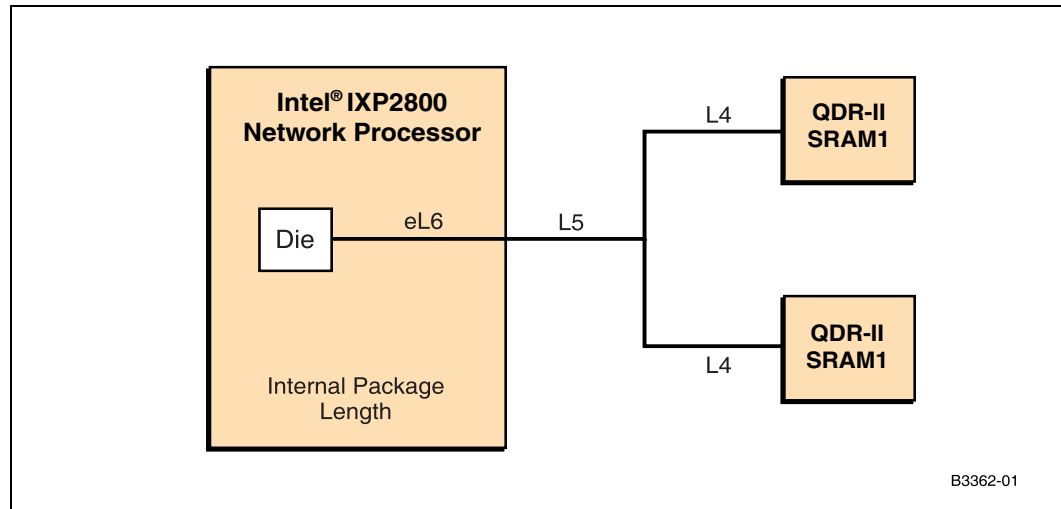 Intel® IXP2800
Network Processor
Die
eL6
Internal Package
Length
L5
L4
QDR-II
SRAM1
L4
QDR-II
SRAM1
B3362-01